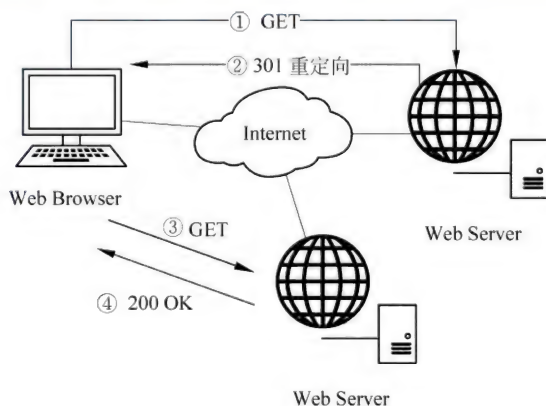 ① GET
② 301 重定向
Internet
Web Browser
Web Server
③ GET
④ 200 OK
Web Server